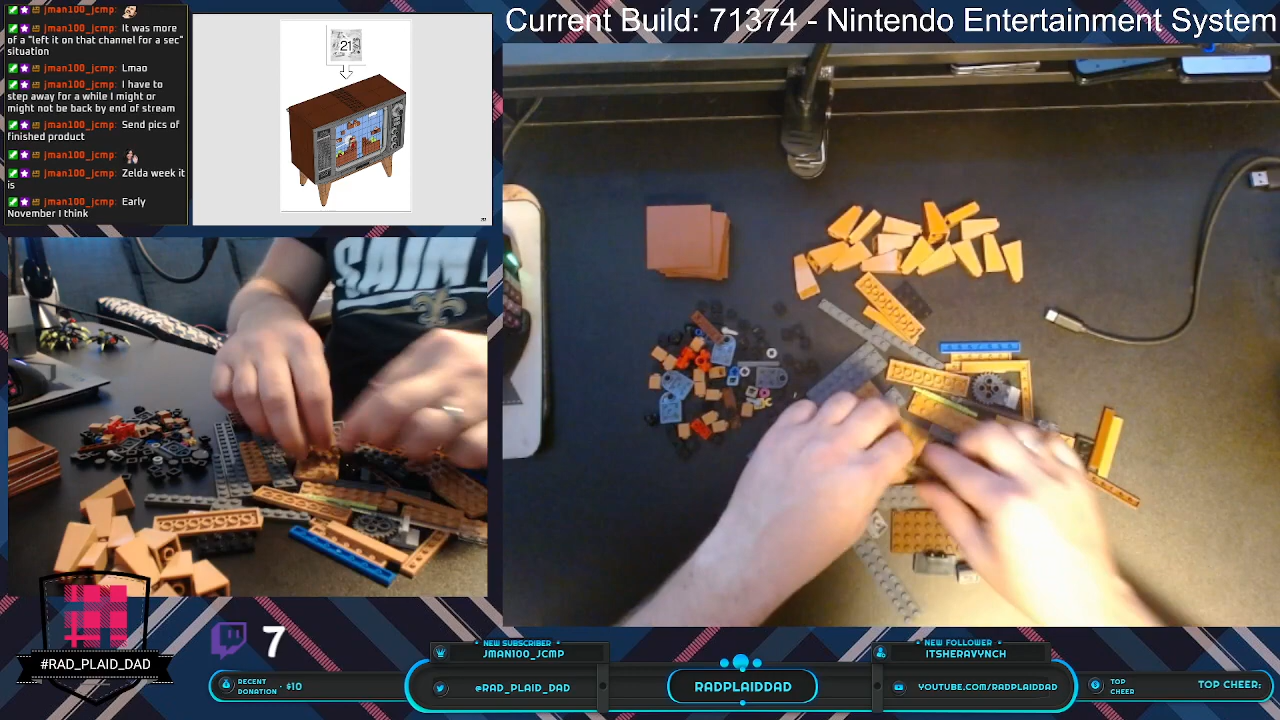 jman100_jcmp:
jman100_jcmp: It was more
of a "left it on that channel for a sec"
situation
jman100_jcmp: Lmao
jman100_jcmp: I have to
step away for a while I might or
might not be back by end of stream
jman100_jcmp: Send pics of
finished product
jman100_jcmp:
jman100_jcmp: Zelda week it
is
jman100_jcmp: Early
November I think
21
Current Build: 71374 - Nintendo Entertainment System
#RAD_PLAID_DAD
7
RECENT
DONATION - $10
NEW SUBSCRIBER
JMAN100_JCMP
@RAD_PLAID_DAD
RADPLAIDDAD
NEW FOLLOWER
ITSHERAVYNCH
YOUTUBE.COM/RADPLAIDDAD
TOP
CHEER
TOP CHEER: